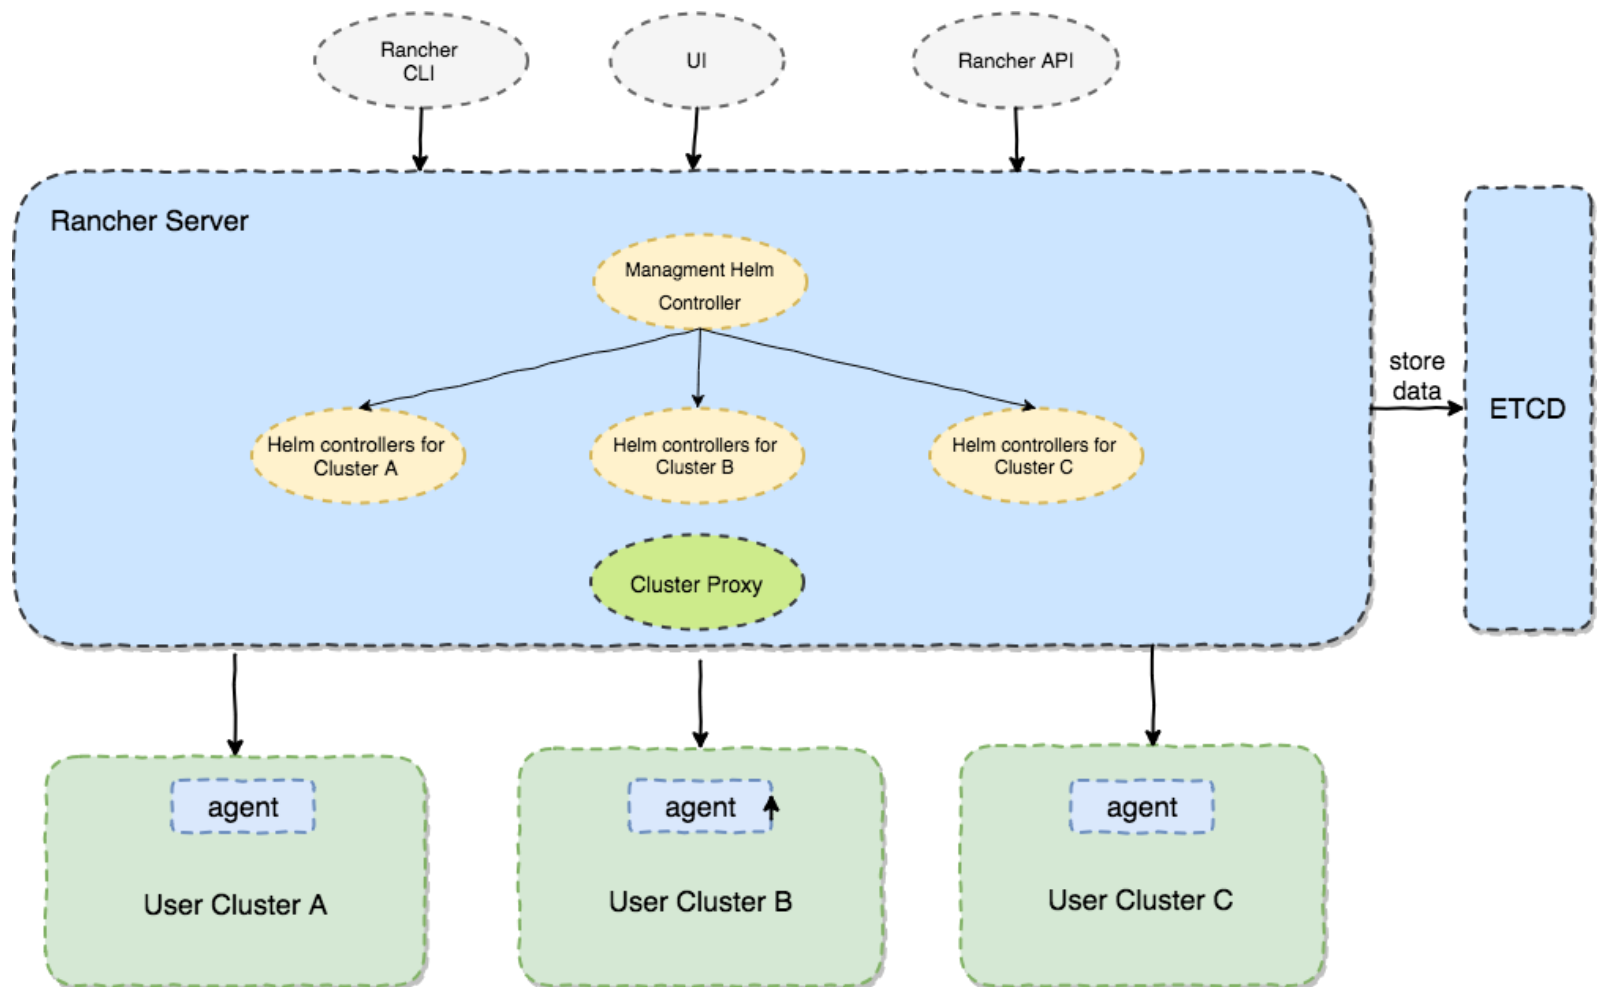 Rancher
CLI
UI
Rancher API
Rancher Server
Managment Helm
Controller
store
data
ETCD
Helm controllers for
Cluster A
Helm controllers for
Cluster B
Helm controllers for
Cluster C
Cluster Proxy
agent
User Cluster A
agent
User Cluster B
agent
User Cluster C